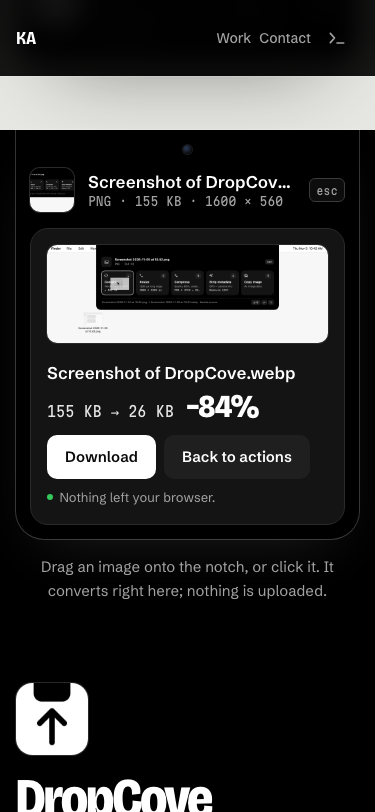 KA
Work Contact
Screenshot of DropCov...
PNG · 155 KB · 1600 × 560
esc
Screenshot of DropCove.webp
155 KB → 26 KB -84%
Download
Back to actions
Nothing left your browser.
Drag an image onto the notch, or click it. It
converts right here; nothing is uploaded.
DropCove